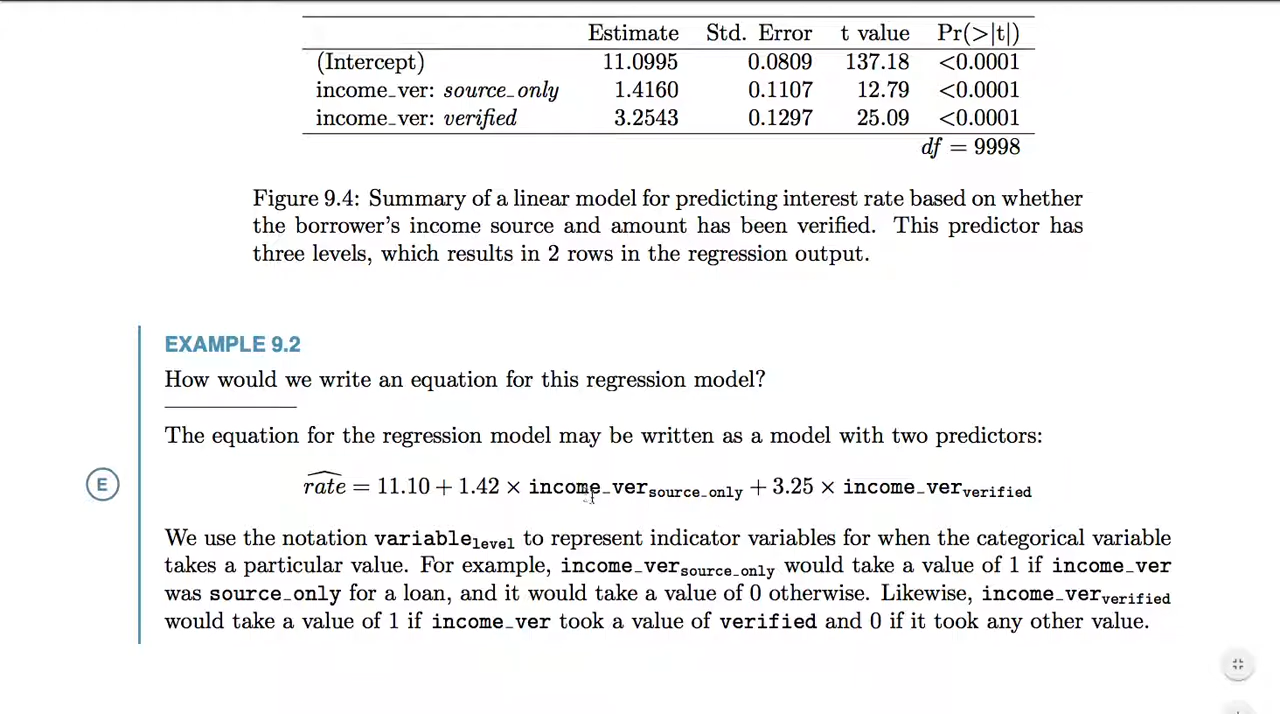 Estimate Std. Error t value Pr(>|t|)
(Intercept) 11.0995 0.0809 137.18 <0.0001
income_ver: source_only 1.4160 0.1107 12.79 <0.0001
income_ver: verified 3.2543 0.1297 25.09 <0.0001
df = 9998
Figure 9.4: Summary of a linear model for predicting interest rate based on whether
the borrower's income source and amount has been verified. This predictor has
three levels, which results in 2 rows in the regression output.
EXAMPLE 9.2
How would we write an equation for this regression model?
The equation for the regression model may be written as a model with two predictors:
E
r̂ate = 11.10 + 1.42 × income_ver_source_only + 3.25 × income_ver_verified
We use the notation variable_level to represent indicator variables for when the categorical variable
takes a particular value. For example, income_ver_source_only would take a value of 1 if income_ver
was source_only for a loan, and it would take a value of 0 otherwise. Likewise, income_ver_verified
would take a value of 1 if income_ver took a value of verified and 0 if it took any other value.